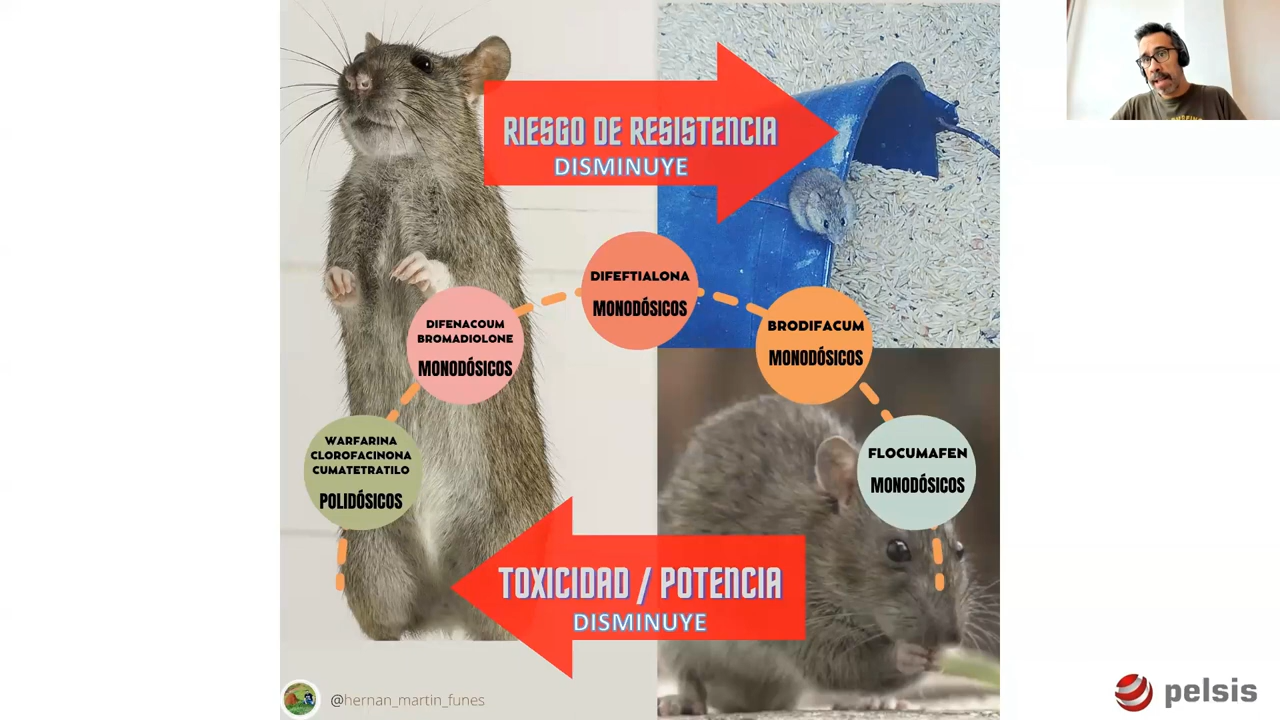 RIESGO DE RESISTENCIA
DISMINUYE
DIFEFTIALONA
MONODÓSICOS
DIFENACOUM
BROMADIOLONE
MONODÓSICOS
BRODIFACUM
MONODÓSICOS
WARFARINA
CLOROFACINONA
CUMATETRATILO
POLIDÓSICOS
FLOCUMAFEN
MONODÓSICOS
TOXICIDAD / POTENCIA
DISMINUYE
@hernan_martin_funes
pelsis